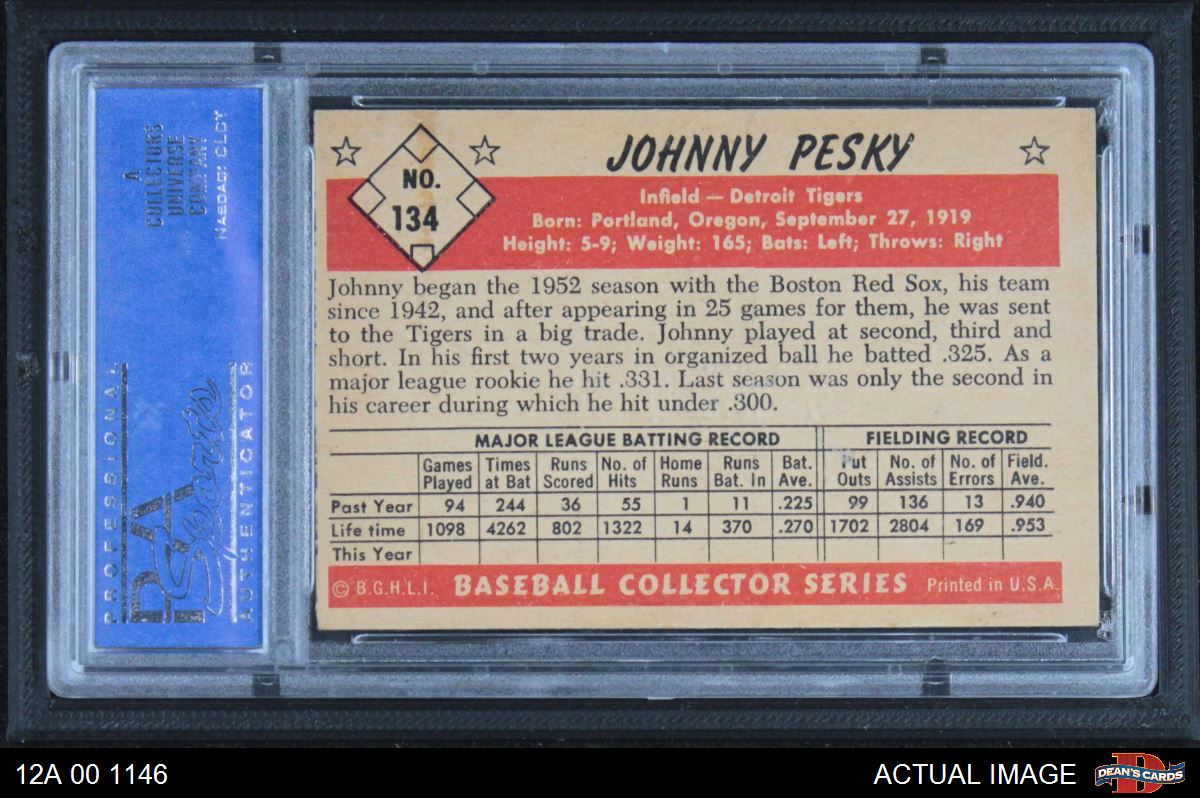 A
COLLECTORS
UNIVERSE
COMPANY
NASDAQ: CLCT
PROFESSIONAL
PSA
Sports
AUTHENTICATOR
JOHNNY PESKY
NO.
134
Infield — Detroit Tigers
Born: Portland, Oregon, September 27, 1919
Height: 5-9; Weight: 165; Bats: Left; Throws: Right
Johnny began the 1952 season with the Boston Red Sox, his team
since 1942, and after appearing in 25 games for them, he was sent
to the Tigers in a big trade. Johnny played at second, third and
short. In his first two years in organized ball he batted .325. As a
major league rookie he hit .331. Last season was only the second in
his career during which he hit under .300.
MAJOR LEAGUE BATTING RECORD FIELDING RECORD
Games Times Runs No. of Home Runs Bat. Put No. of No. of Field.
Played at Bat Scored Hits Runs Bat. In Ave. Outs Assists Errors Ave.
Past Year 94 244 36 55 1 11 .225 99 136 13 .940
Life time 1098 4262 802 1322 14 370 .270 1702 2804 169 .953
This Year
© B.G.H.L.I. BASEBALL COLLECTOR SERIES Printed in U.S.A.
12A 00 1146 ACTUAL IMAGE DEAN'S CARDS